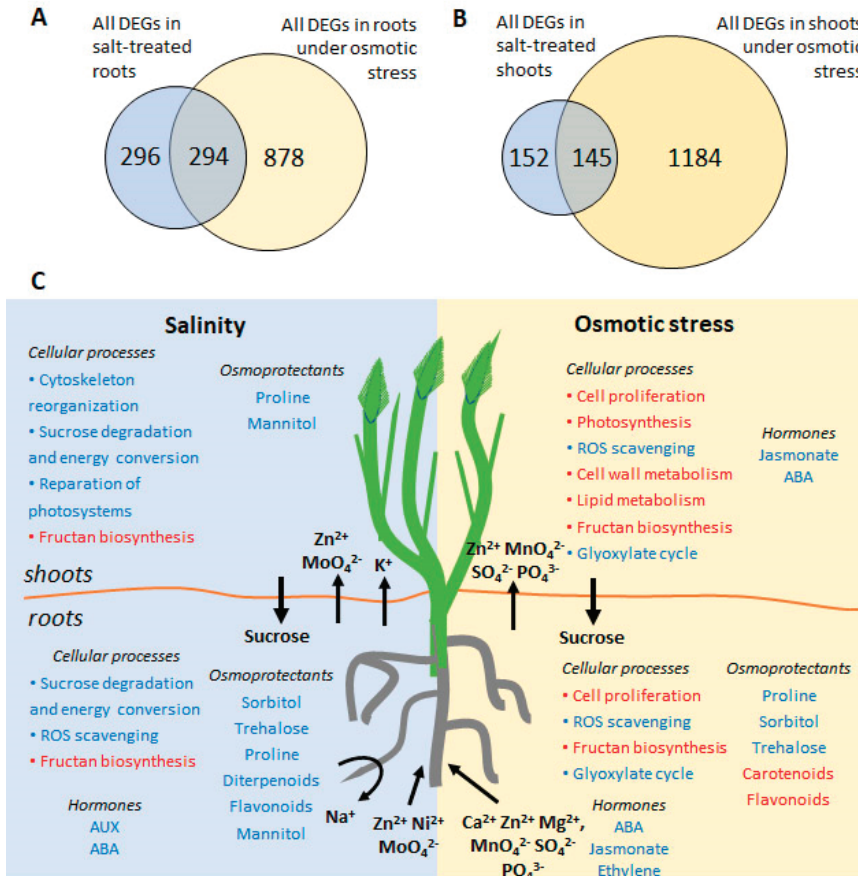 A
All DEGs in
salt-treated
roots
All DEGs in roots
under osmotic
stress
296
294
878
B
All DEGs in
salt-treated
shoots
All DEGs in shoots
under osmotic
stress
152
145
1184
C
Salinity
Cellular processes
• Cytoskeleton
reorganization
• Sucrose degradation
and energy conversion
• Reparation of
photosystems
• Fructan biosynthesis
Osmoprotectants
Proline
Mannitol
Zn²⁺
MoO₄²⁻
K⁺
shoots
roots
Sucrose
Cellular processes
• Sucrose degradation
and energy conversion
• ROS scavenging
• Fructan biosynthesis
Hormones
AUX
ABA
Osmoprotectants
Sorbitol
Trehalose
Proline
Diterpenoids
Flavonoids
Mannitol
Na⁺
Zn²⁺ Ni²⁺
MoO₄²⁻
Osmotic stress
Cellular processes
• Cell proliferation
• Photosynthesis
• ROS scavenging
• Cell wall metabolism
• Lipid metabolism
• Fructan biosynthesis
• Glyoxylate cycle
Hormones
Jasmonate
ABA
Zn²⁺ MnO₄²⁻
SO₄²⁻ PO₄³⁻
Sucrose
Cellular processes
• Cell proliferation
• ROS scavenging
• Fructan biosynthesis
• Glyoxylate cycle
Osmoprotectants
Proline
Sorbitol
Trehalose
Carotenoids
Flavonoids
Ca²⁺ Zn²⁺ Mg²⁺,
MnO₄²⁻ SO₄²⁻
PO₄³⁻
Hormones
ABA
Jasmonate
Ethylene